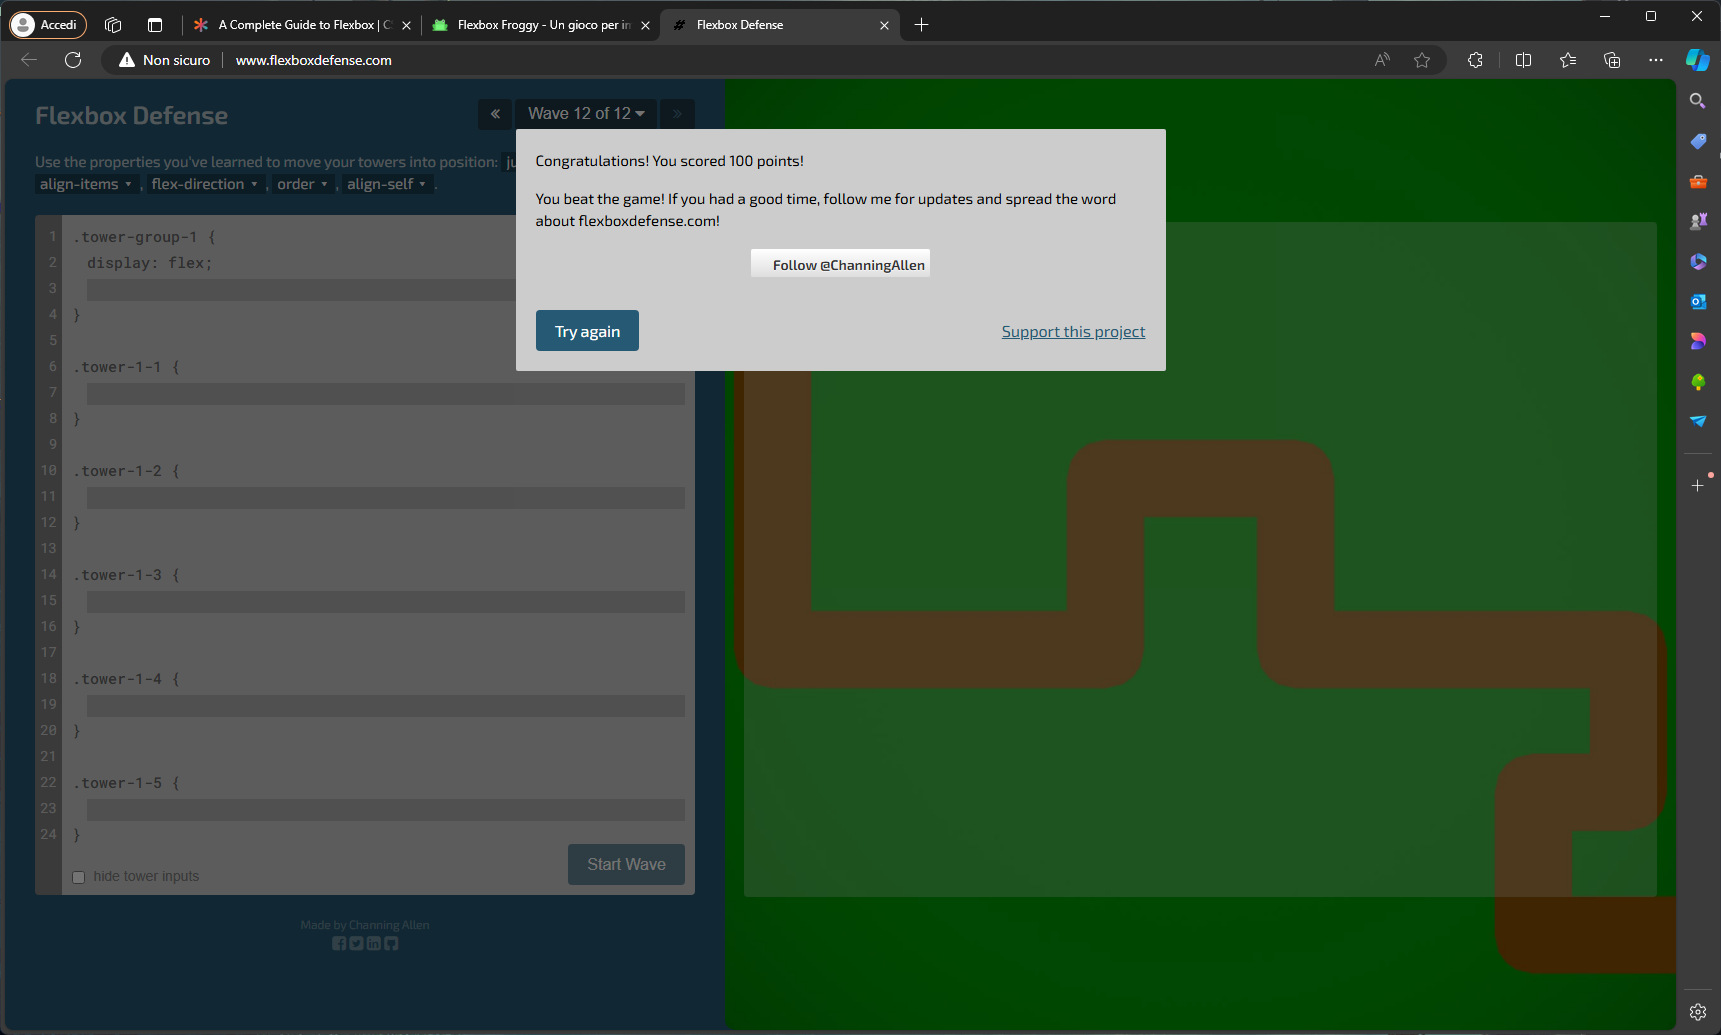 Accedi
A Complete Guide to Flexbox | C
Flexbox Froggy - Un gioco per in
Flexbox Defense
Non sicuro
www.flexboxdefense.com
Flexbox Defense
« Wave 12 of 12 »
Use the properties you've learned to move your towers into position: ju
align-items , flex-direction , order , align-self .
Congratulations! You scored 100 points!
You beat the game! If you had a good time, follow me for updates and spread the word
about flexboxdefense.com!
Follow @ChanningAllen
Try again
Support this project
1 .tower-group-1 {
2 display: flex;
3
4 }
5
6 .tower-1-1 {
7
8 }
9
10 .tower-1-2 {
11
12 }
13
14 .tower-1-3 {
15
16 }
17
18 .tower-1-4 {
19
20 }
21
22 .tower-1-5 {
23
24 }
hide tower inputs
Start Wave
Made by Channing Allen